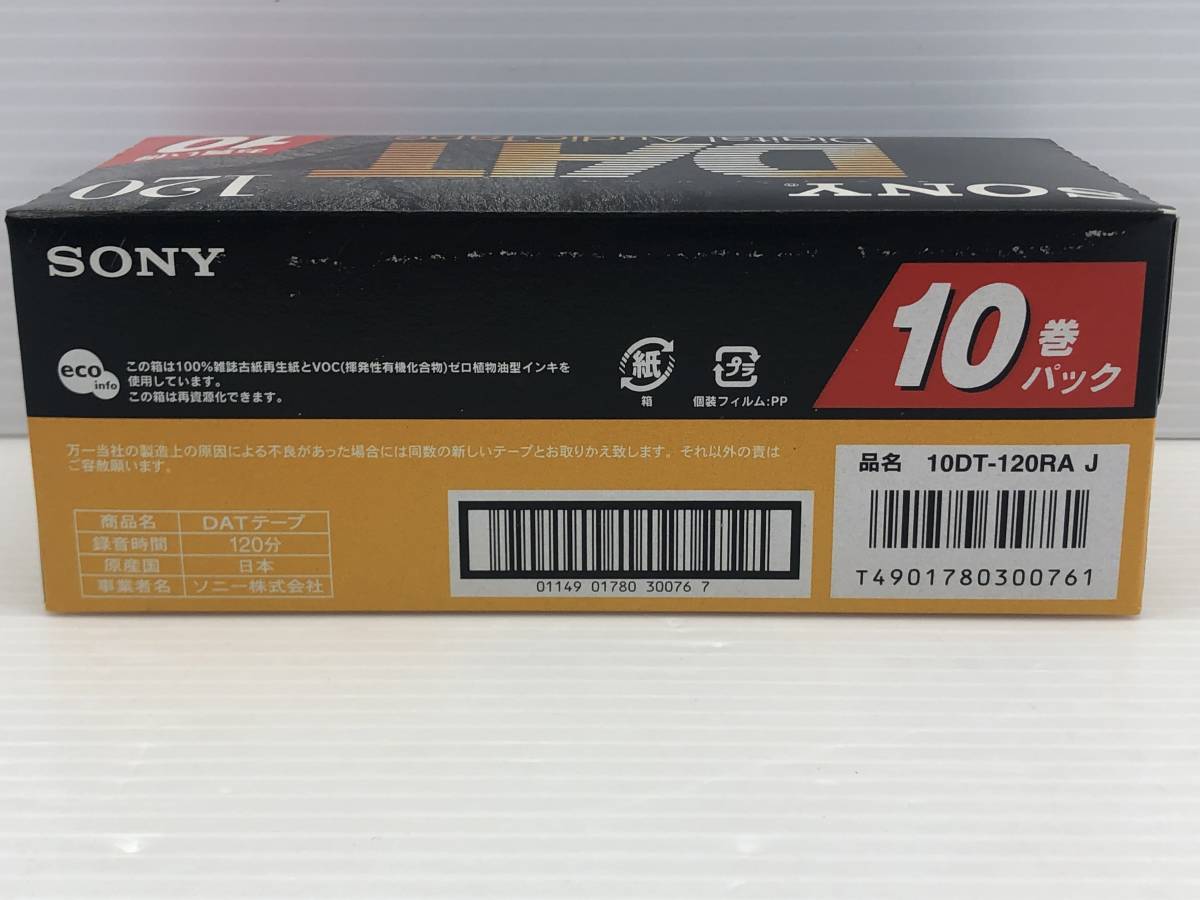 SONY®
DAT
Digital Audio Tape
120
10
SONY
10
巻
パック
eco
info
この箱は100%雑誌古紙再生紙とVOC(揮発性有機化合物)ゼロ植物油型インキを
使用しています。
この箱は再資源化できます。
紙
箱
プラ
個装フィルム:PP
万一当社の製造上の原因による不良があった場合には同数の新しいテープとお取りかえ致します。それ以外の責は
ご容赦願います。
商品名 DATテープ
録音時間 120分
原産国 日本
事業者名 ソニー株式会社
01149 01780 30076 7
品名 10DT-120RA J
T4901780300761